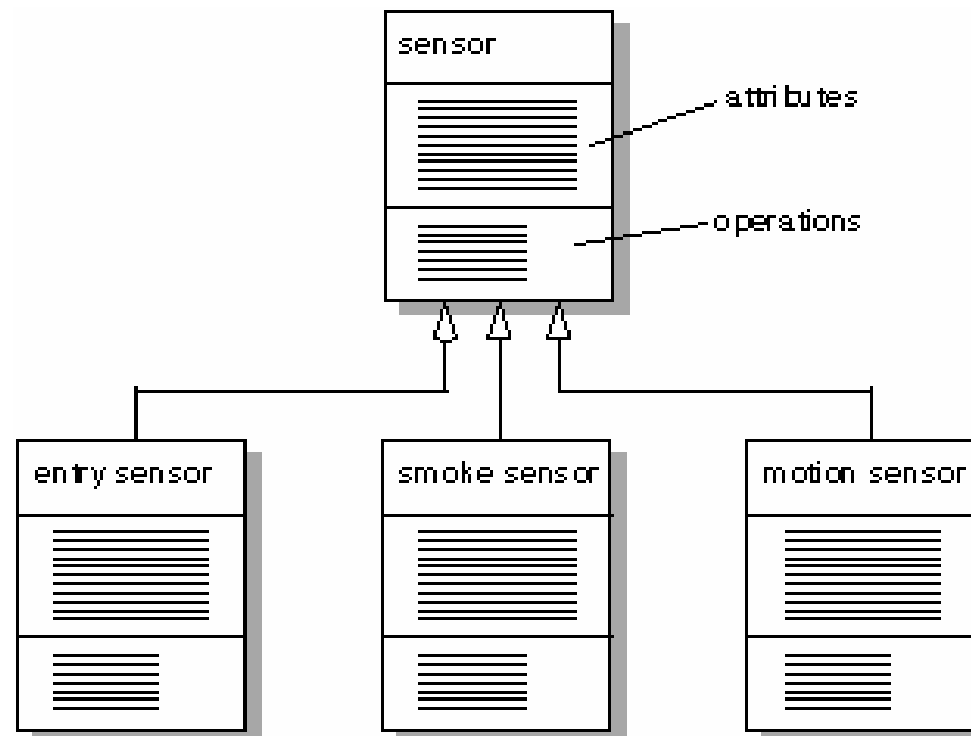 sensor
attributes
operations
entry sensor
smoke sensor
motion sensor